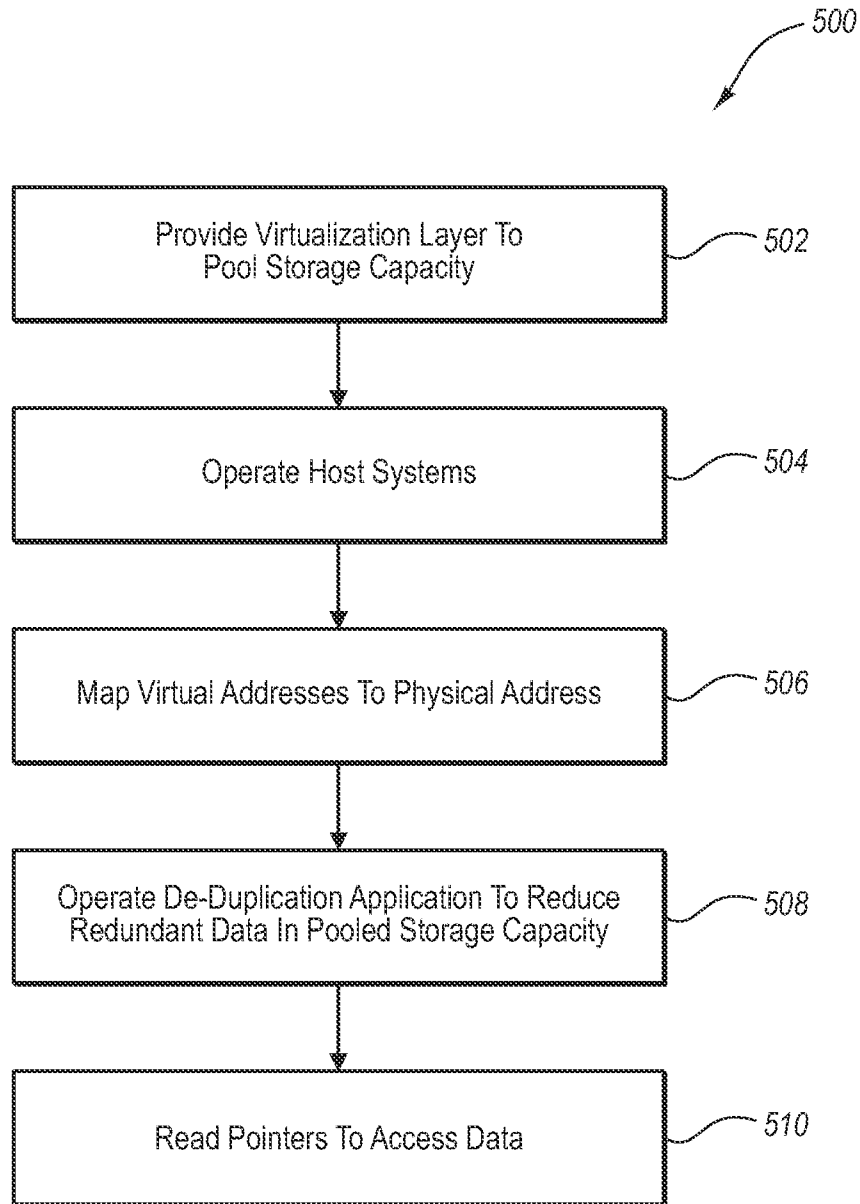 500
Provide Virtualization Layer To
Pool Storage Capacity
502
Operate Host Systems
504
Map Virtual Addresses To Physical Address
506
Operate De-Duplication Application To Reduce
Redundant Data In Pooled Storage Capacity
508
Read Pointers To Access Data
510